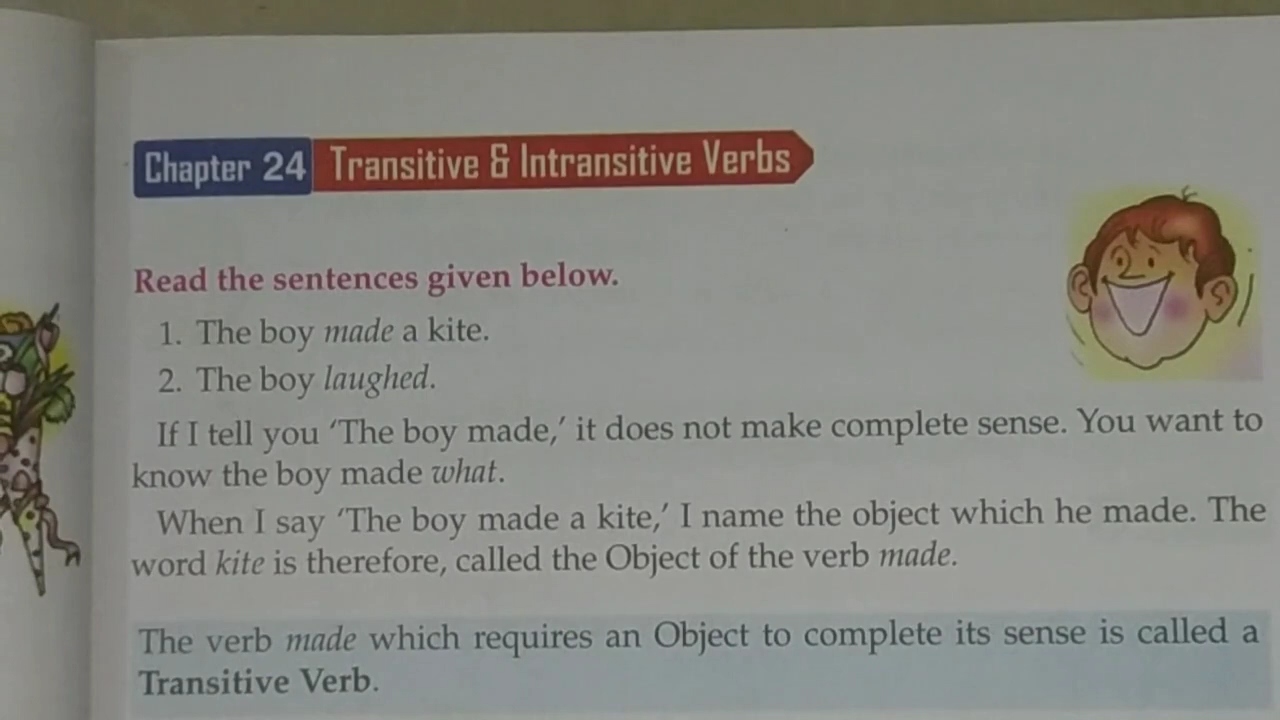 Chapter 24 Transitive & Intransitive Verbs
Read the sentences given below.
1. The boy made a kite.
2. The boy laughed.
If I tell you ‘The boy made,’ it does not make complete sense. You want to
know the boy made what.
When I say ‘The boy made a kite,’ I name the object which he made. The
word kite is therefore, called the Object of the verb made.
The verb made which requires an Object to complete its sense is called a
Transitive Verb.